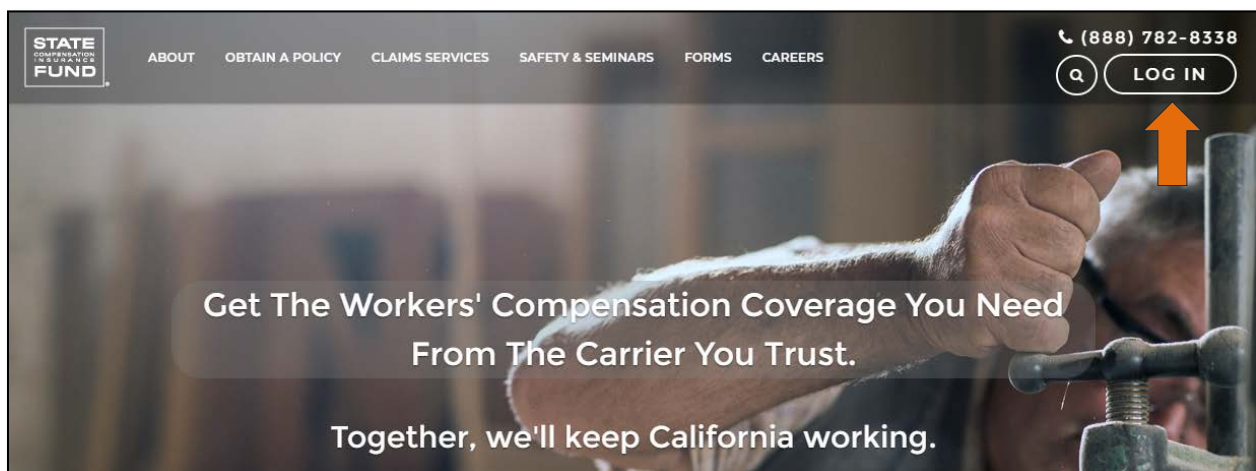 STATE
COMPENSATION
INSURANCE
FUND
ABOUT OBTAIN A POLICY CLAIMS SERVICES SAFETY & SEMINARS FORMS CAREERS
(888) 782-8338
LOG IN
Get The Workers' Compensation Coverage You Need
From The Carrier You Trust.
Together, we'll keep California working.